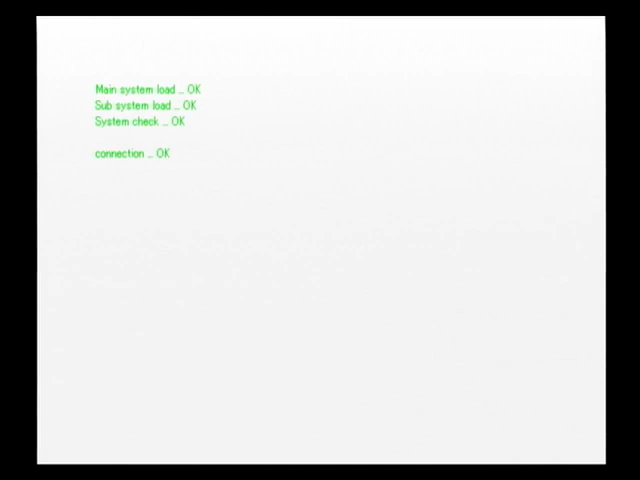 Main system load ... OK
Sub system load ... OK
System check ... OK
connection ... OK